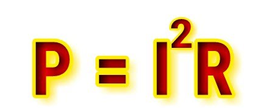 P = I²R